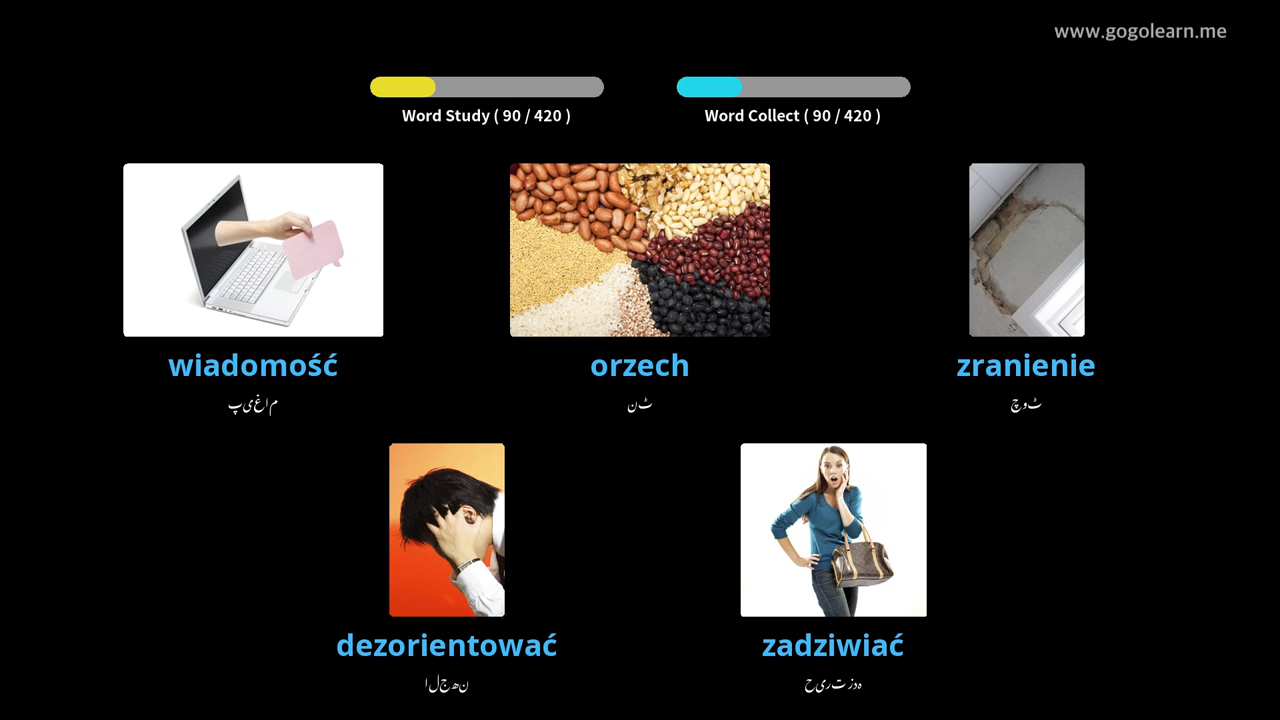 www.gogolearn.me
Word Study ( 90 / 420 )
Word Collect ( 90 / 420 )
wiadomość
پیغام
orzech
نٹ
zranienie
چوٹ
dezorientować
الجھن
zadziwiać
حیرت زدہ